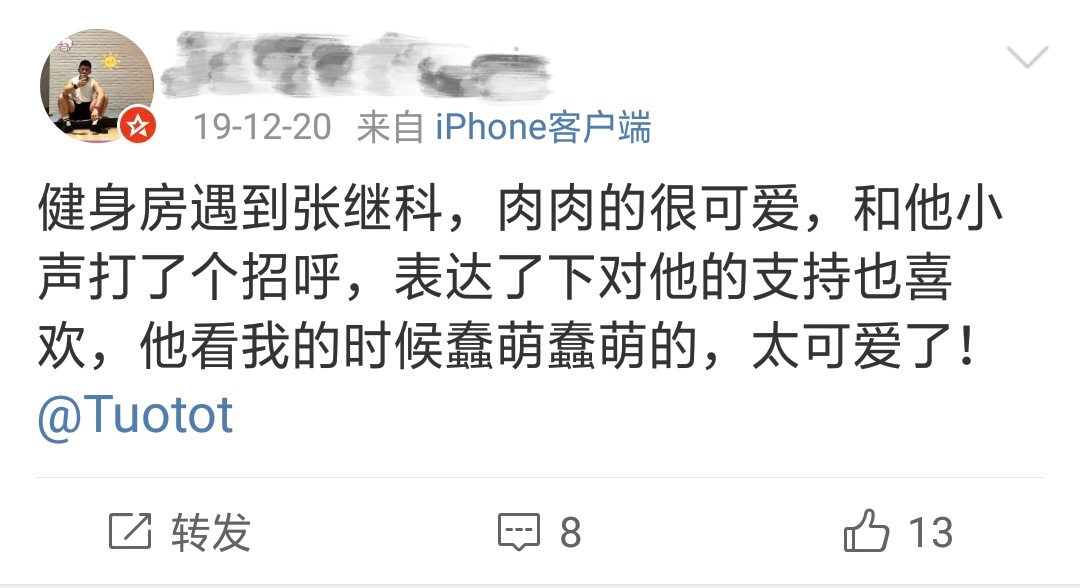 19-12-20 来自 iPhone客户端
健身房遇到张继科，肉肉的很可爱，和他小
声打了个招呼，表达了下对他的支持也喜
欢，他看我的时候蠢萌蠢萌的，太可爱了！
@Tuotot
转发 8 13